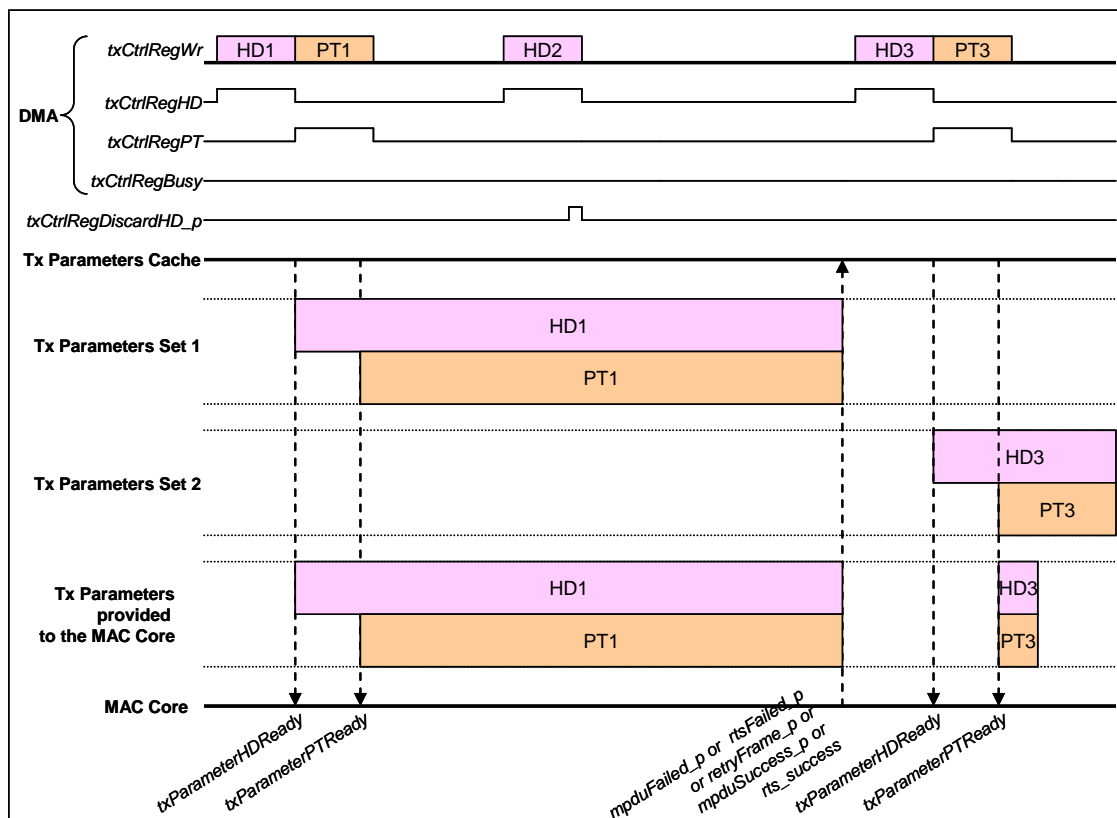 txCtrlRegWr
HD1
PT1
HD2
HD3
PT3
txCtrlRegHD
DMA
txCtrlRegPT
txCtrlRegBusy
txCtrlRegDiscardHD_p
Tx Parameters Cache
HD1
Tx Parameters Set 1
PT1
HD3
Tx Parameters Set 2
PT3
Tx Parameters
provided
to the MAC Core
HD1
HD3
PT1
PT3
MAC Core
txParameterHDReady
txParameterPTReady
mpduFailed_p or rtsFailed_p
or retryFrame_p or
mpduSuccess_p or
rts_success
txParameterHDReady
txParameterPTReady